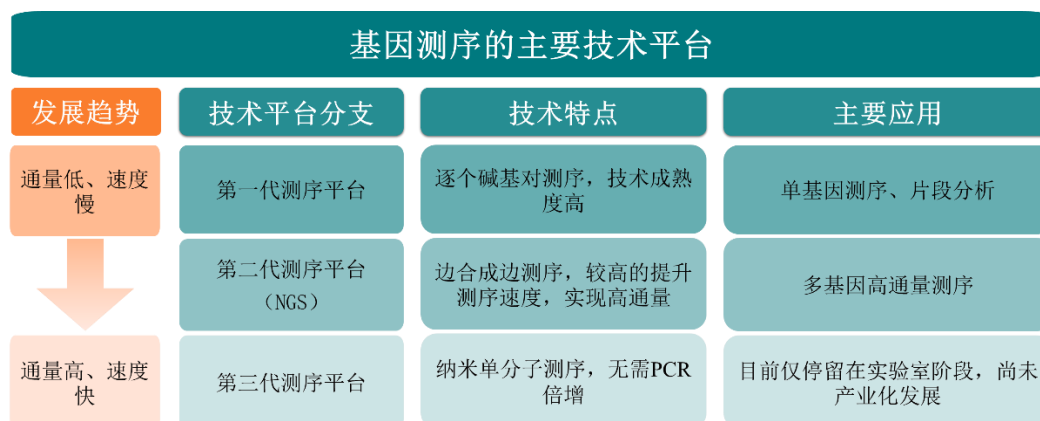 基因测序的主要技术平台
发展趋势
技术平台分支
技术特点
主要应用
通量低、速度
慢
第一代测序平台
逐个碱基对测序，技术成熟
度高
单基因测序、片段分析
第二代测序平台
（NGS）
边合成边测序，较高的提升
测序速度，实现高通量
多基因高通量测序
通量高、速度
快
第三代测序平台
纳米单分子测序，无需PCR
倍增
目前仅停留在实验室阶段，尚未
产业化发展